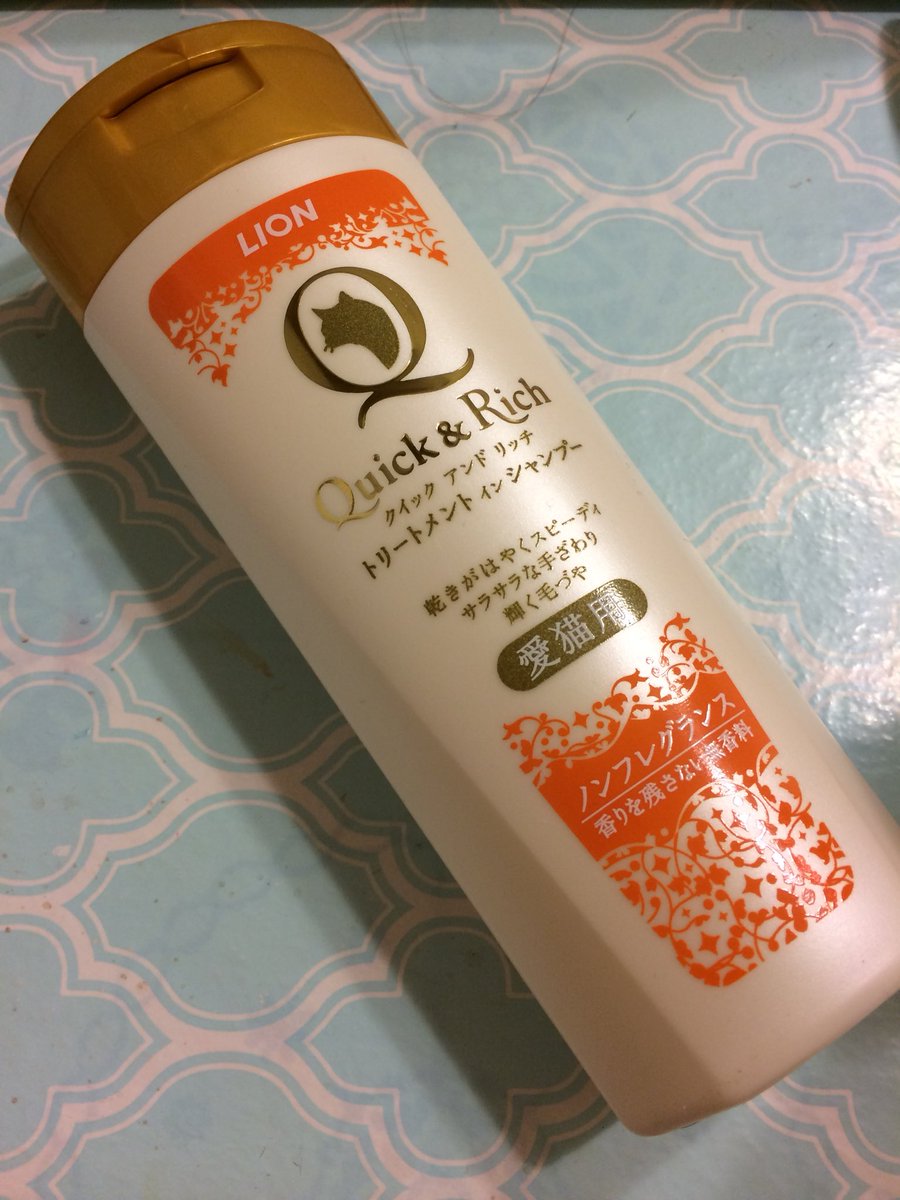 LION
Quick & Rich
クイック アンド リッチ
トリートメント イン シャンプー
乾きがはやくスピーディ
サラサラな手ざわり
輝く毛づや
愛猫用
ノンフレグランス
香りを残さない無香料